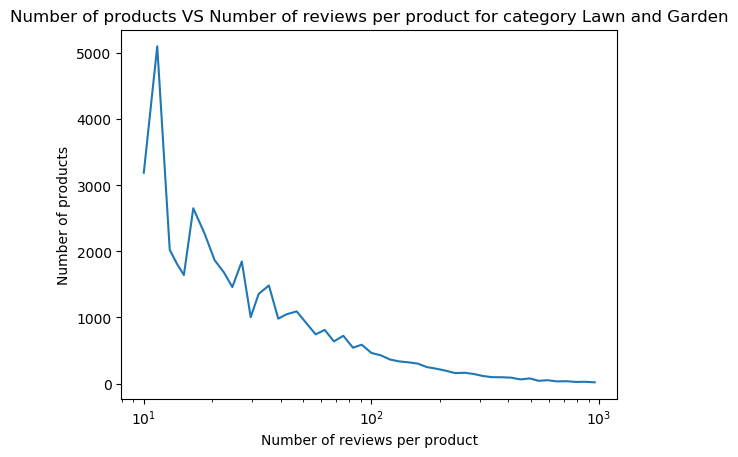 Number of products VS Number of reviews per product for category Lawn and Garden
5000
4000
3000
2000
1000
0
Number of products
10¹ 10² 10³
Number of reviews per product